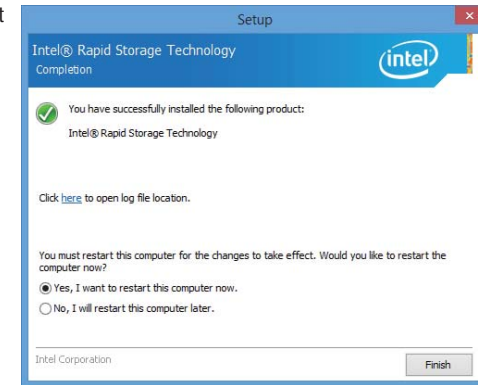 t
Setup
Intel® Rapid Storage Technology
Completion
intel
You have successfully installed the following product:
Intel® Rapid Storage Technology
Click here to open log file location.
You must restart this computer for the changes to take effect. Would you like to restart the
computer now?
Yes, I want to restart this computer now.
No, I will restart this computer later.
Intel Corporation
Finish